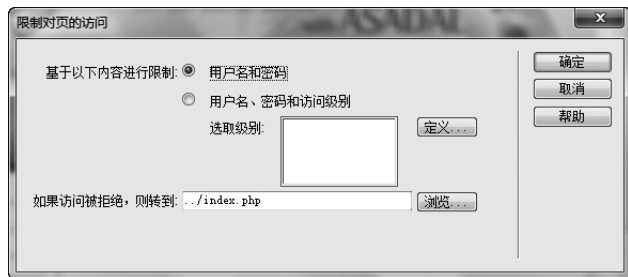 ASADAL
限制对页的访问
基于以下内容进行限制: 用户名和密码
用户名、密码和访问级别
选取级别:
定义...
如果访问被拒绝，则转到: ../index.php
浏览...
确定
取消
帮助